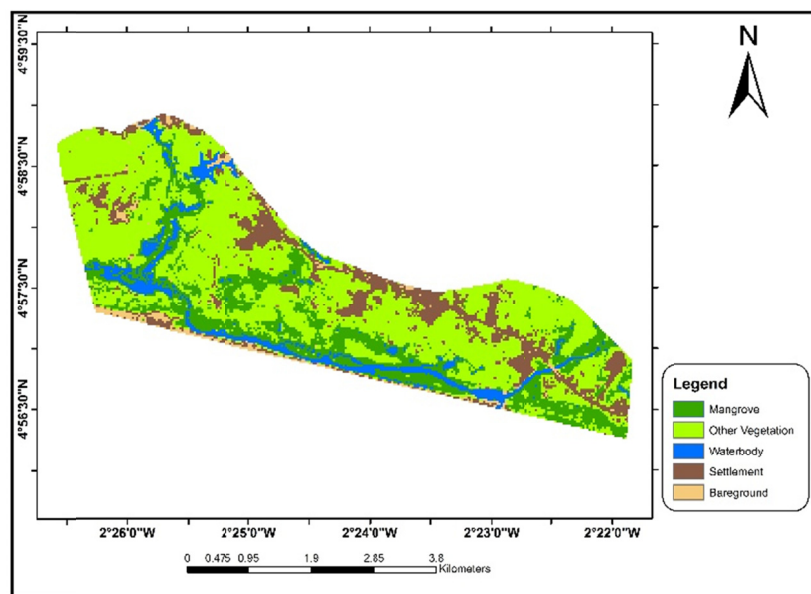 N
4°59'30"N
4°58'30"N
4°57'30"N
4°56'30"N
Legend
Mangrove
Other Vegetation
Waterbody
Settlement
Bareground
2°26'0"W 2°25'0"W 2°24'0"W 2°23'0"W 2°22'0"W
0 0.475 0.95 1.9 2.85 3.8
Kilometers